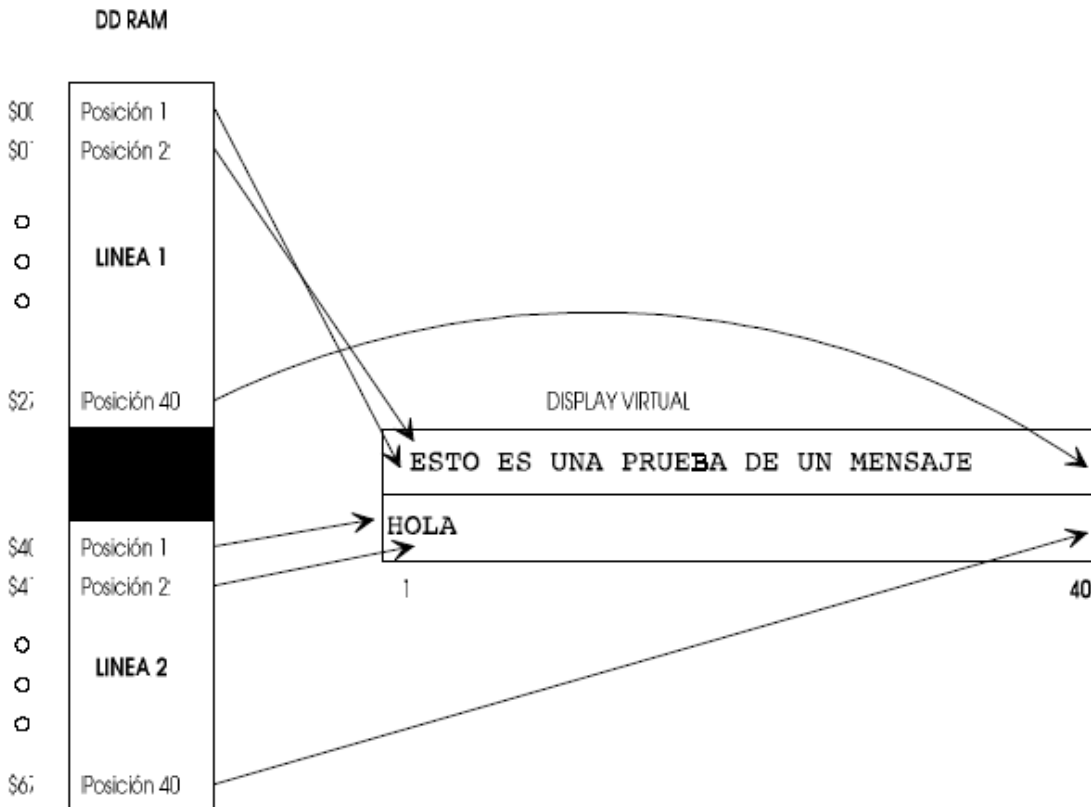 DD RAM
Posición 1
Posición 2
LINEA 1
Posición 40
DISPLAY VIRTUAL
ESTO ES UNA PRUEBA DE UN MENSAJE
HOLA
Posición 1
Posición 2
1
40
LINEA 2
Posición 40